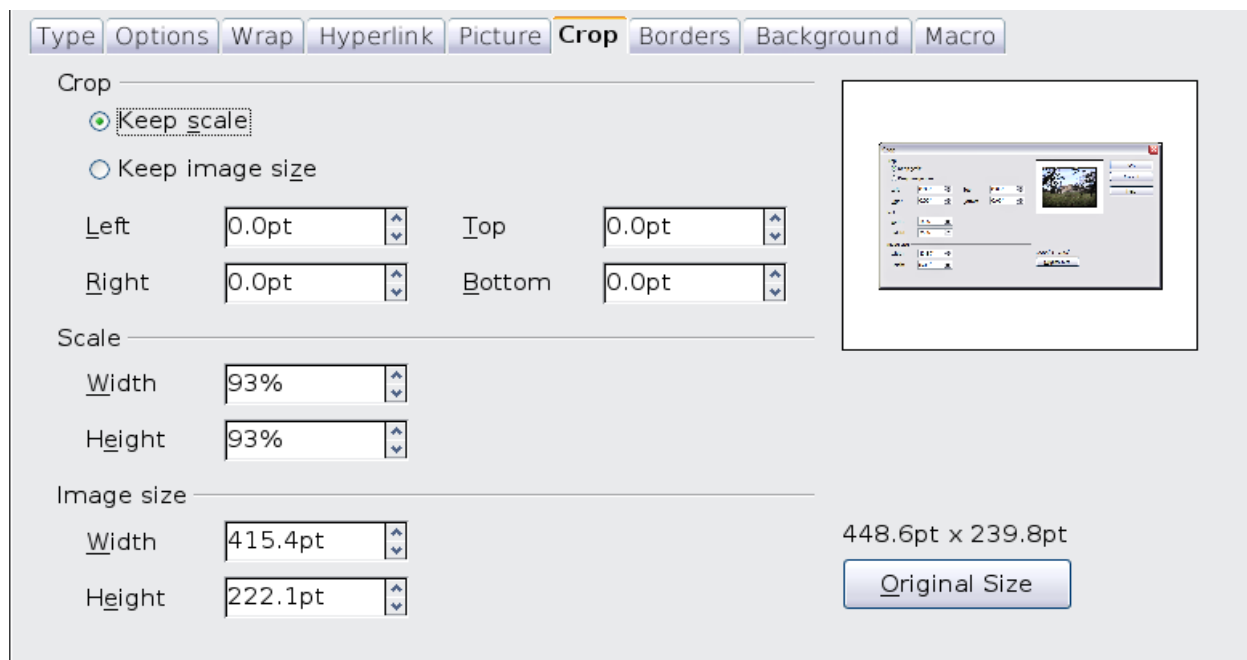 Type Options Wrap Hyperlink Picture Crop Borders Background Macro
Crop
Keep scale
Keep image size
Left 0.0pt Top 0.0pt
Right 0.0pt Bottom 0.0pt
Scale
Width 93%
Height 93%
Image size
Width 415.4pt
448.6pt x 239.8pt
Height 222.1pt
Original Size